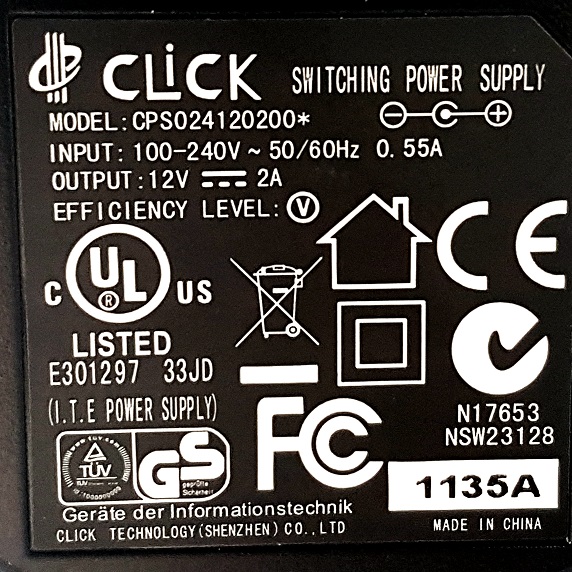 CLiCK SWITCHING POWER SUPPLY
MODEL:CPS024120200*
INPUT: 100-240V ~ 50/60Hz 0.55A
OUTPUT:12V 2A
EFFICIENCY LEVEL: V
C UL ® US
LISTED
E301297 33JD
(I.T.E POWER SUPPLY)
CE
N17653
NSW23128
FC
TÜV
GS
geprüfte
Sicherheit
1135A
Geräte der Informationstechnik
CLICK TECHNOLOGY(SHENZHEN) CO.,LTD
MADE IN CHINA